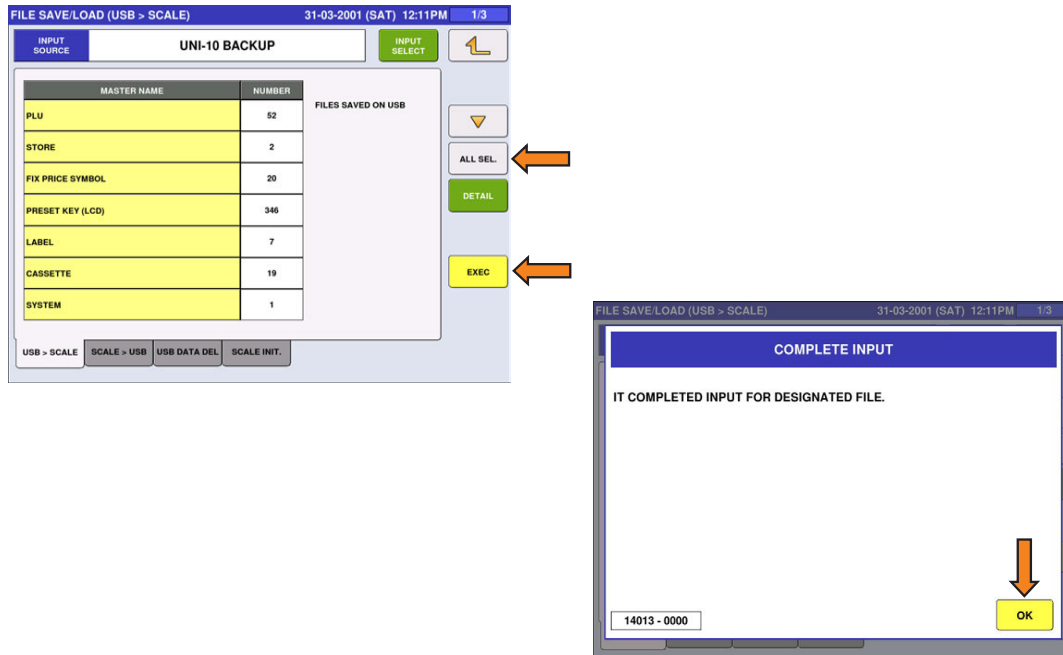 FILE SAVE/LOAD (USB > SCALE) 31-03-2001 (SAT) 12:11PM 1/3
INPUT SOURCE UNI-10 BACKUP INPUT SELECT
MASTER NAME NUMBER
FILES SAVED ON USB
PLU 52
STORE 2
ALL SEL.
FIX PRICE SYMBOL 20
DETAIL
PRESET KEY (LCD) 346
LABEL 7
CASSETTE 19
EXEC
SYSTEM 1
USB > SCALE SCALE > USB USB DATA DEL SCALE INIT.
FILE SAVE/LOAD (USB > SCALE) 31-03-2001 (SAT) 12:11PM 1/3
COMPLETE INPUT
IT COMPLETED INPUT FOR DESIGNATED FILE.
14013 - 0000
OK